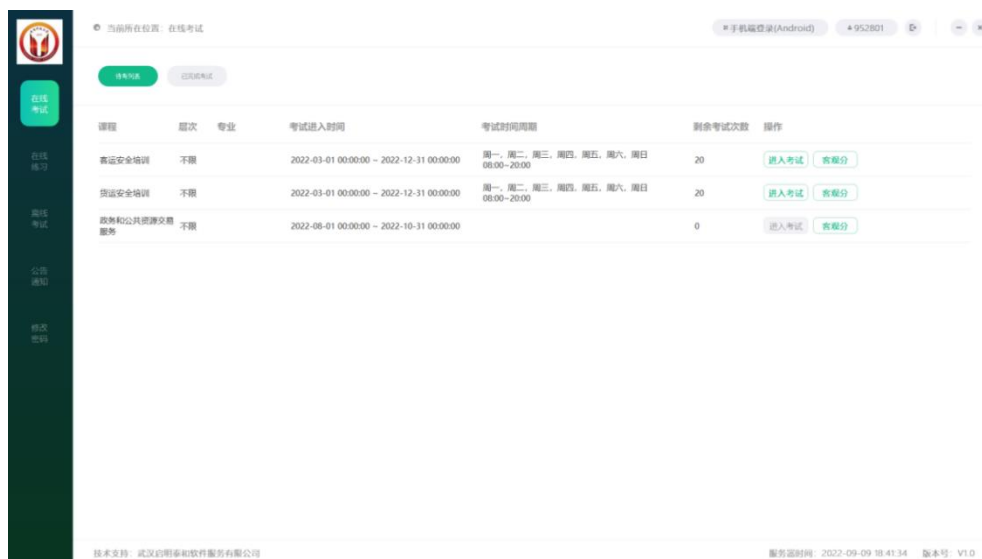 当前所在位置：在线考试
手机端登录(Android)
952801
待考列表
已完成考试
在线
考试
在线
练习
离线
考试
公告
通知
修改
密码
课程 层次 专业 考试进入时间 考试时间周期 剩余考试次数 操作
客运安全培训 不限 2022-03-01 00:00:00 ~ 2022-12-31 00:00:00 周一，周二，周三，周四，周五，周六，周日 20 进入考试 客观分
08:00~20:00
货运安全培训 不限 2022-03-01 00:00:00 ~ 2022-12-31 00:00:00 周一，周二，周三，周四，周五，周六，周日 20 进入考试 客观分
08:00~20:00
政务和公共资源交易 不限 2022-08-01 00:00:00 ~ 2022-10-31 00:00:00 0 进入考试 客观分
服务
技术支持：武汉启明泰和软件服务有限公司
服务器时间：2022-09-09 18:41:34 版本号：V1.0